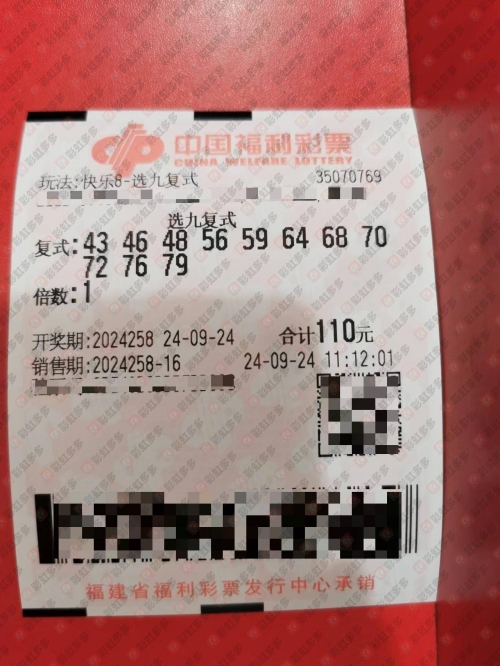 中国福利彩票
CHINA WELFARE LOTTERY
玩法:快乐8-选九复式 35070769
选九复式
复式:43 46 48 56 59 64 68 70
72 76 79
倍数:1
开奖期:2024258 24-09-24 合计110元
销售期:2024258-16 24-09-24 11:12:01
福建省福利彩票发行中心承销
彩虹多多